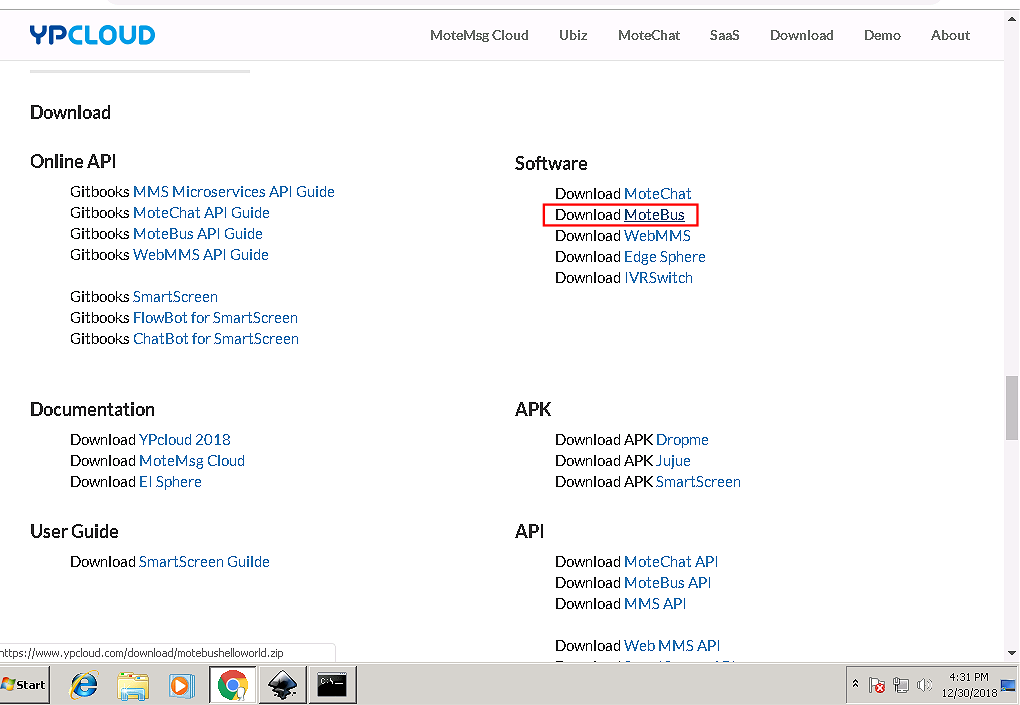 YPCLOUD
MoteMsg Cloud Ubiz MoteChat SaaS Download Demo About
Download
Online API
Gitbooks MMS Microservices API Guide
Gitbooks MoteChat API Guide
Gitbooks MoteBus API Guide
Gitbooks WebMMS API Guide
Gitbooks SmartScreen
Gitbooks FlowBot for SmartScreen
Gitbooks ChatBot for SmartScreen
Software
Download MoteChat
Download MoteBus
Download WebMMS
Download Edge Sphere
Download IVRSwitch
Documentation
Download YPcloud 2018
Download MoteMsg Cloud
Download EI Sphere
APK
Download APK Dropme
Download APK Jujue
Download APK SmartScreen
User Guide
Download SmartScreen Guilde
API
Download MoteChat API
Download MoteBus API
Download MMS API
Download Web MMS API
https://www.ypcloud.com/download/motebushelloworld.zip
Start
4:31 PM
12/30/2018